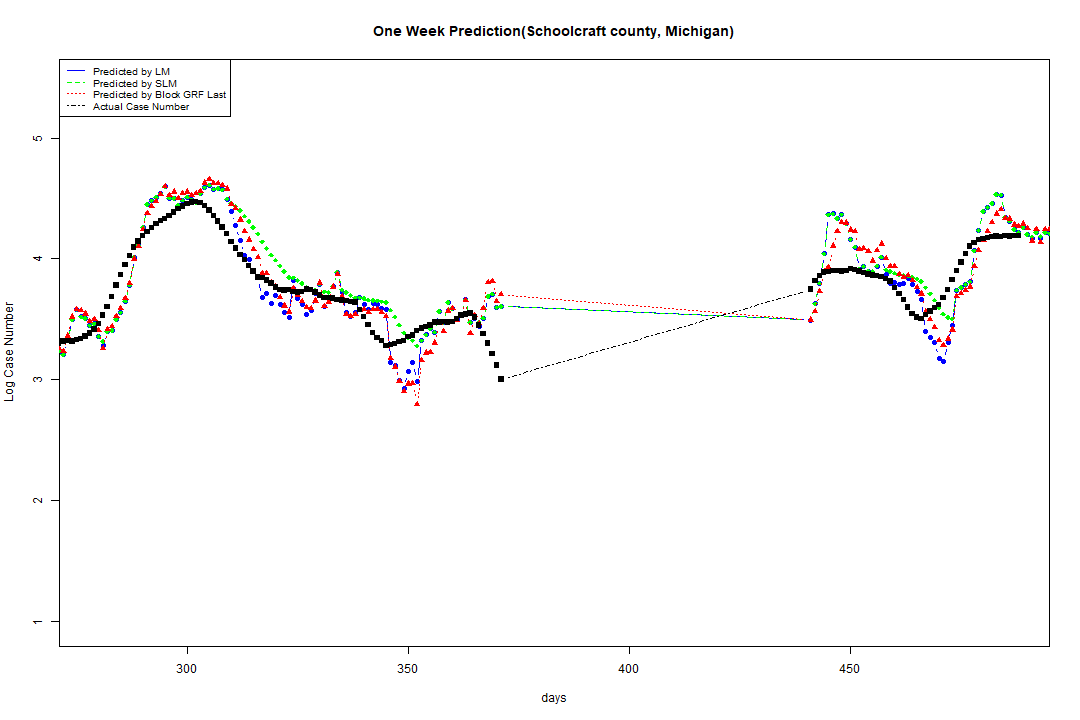 One Week Prediction(Schoolcraft county, Michigan)
Predicted by LM
Predicted by SLM
Predicted by Block GRF Last
Actual Case Number
5
4
3
2
1
Log Case Number
300
350
400
450
days